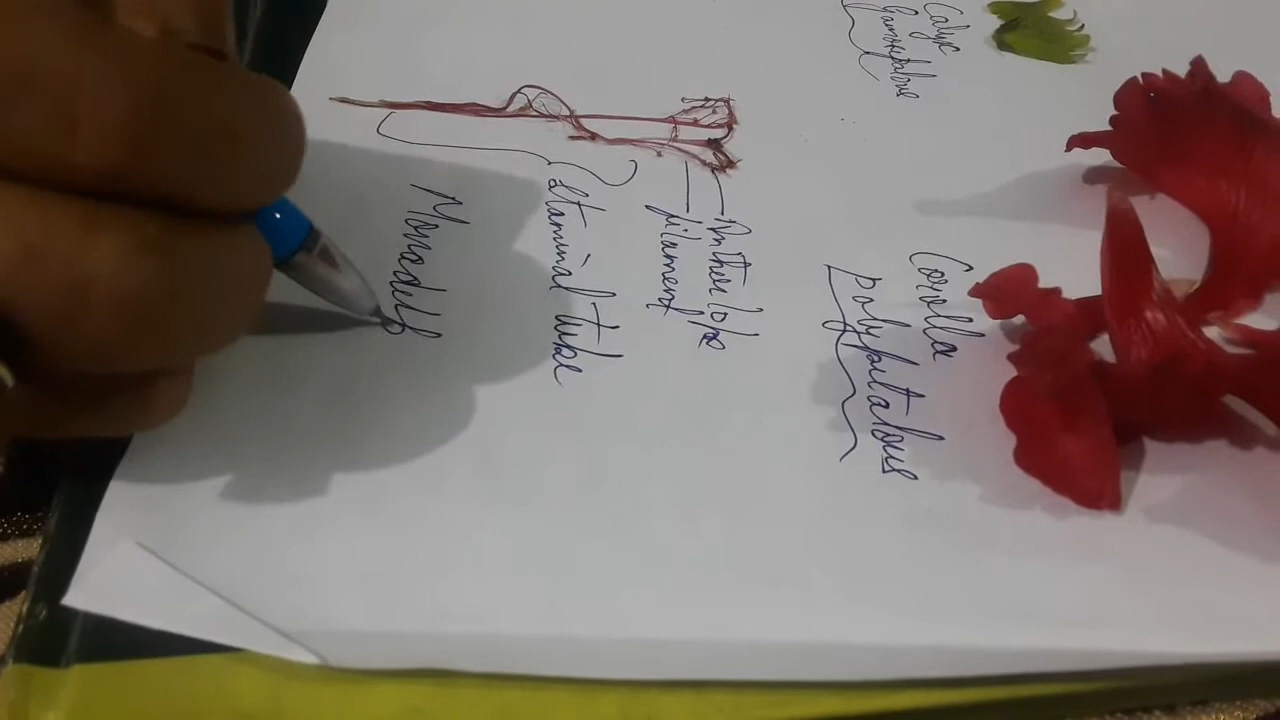 Calyx
Gamosepalous
Corolla
polypetalous
Anther lobe
filament
Staminal tube
Monadelp